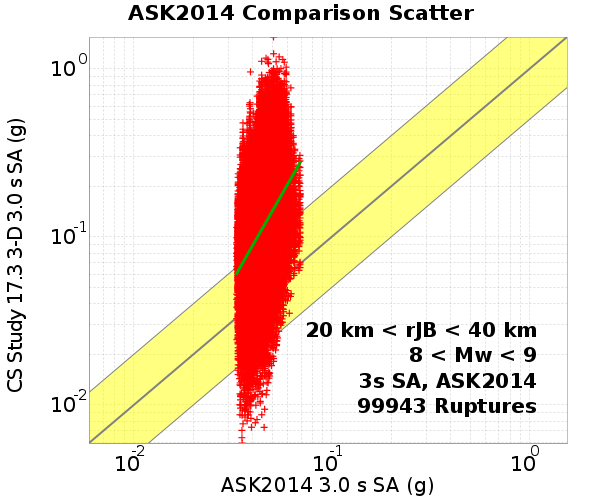 ASK2014 Comparison Scatter
CS Study 17.3 3-D 3.0 s SA (g)
10^0
10^-1
10^-2
20 km < rJB < 40 km
8 < Mw < 9
3s SA, ASK2014
99943 Ruptures
10^-2 10^-1 10^0
ASK2014 3.0 s SA (g)